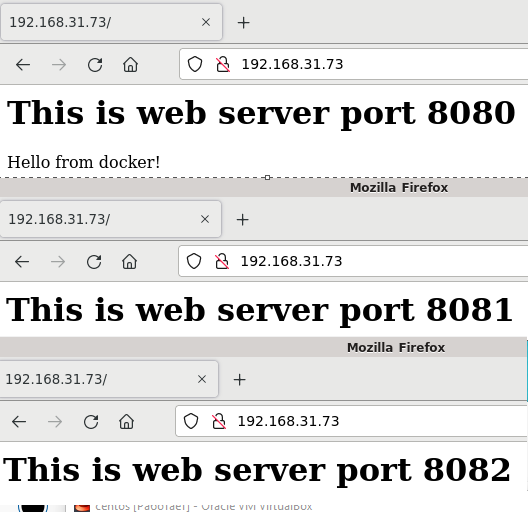 192.168.31.73/
192.168.31.73
This is web server port 8080
Hello from docker!
Mozilla Firefox
192.168.31.73/
192.168.31.73
This is web server port 8081
Mozilla Firefox
192.168.31.73/
192.168.31.73
This is web server port 8082
centos [Работает] - Oracle VM VirtualBox